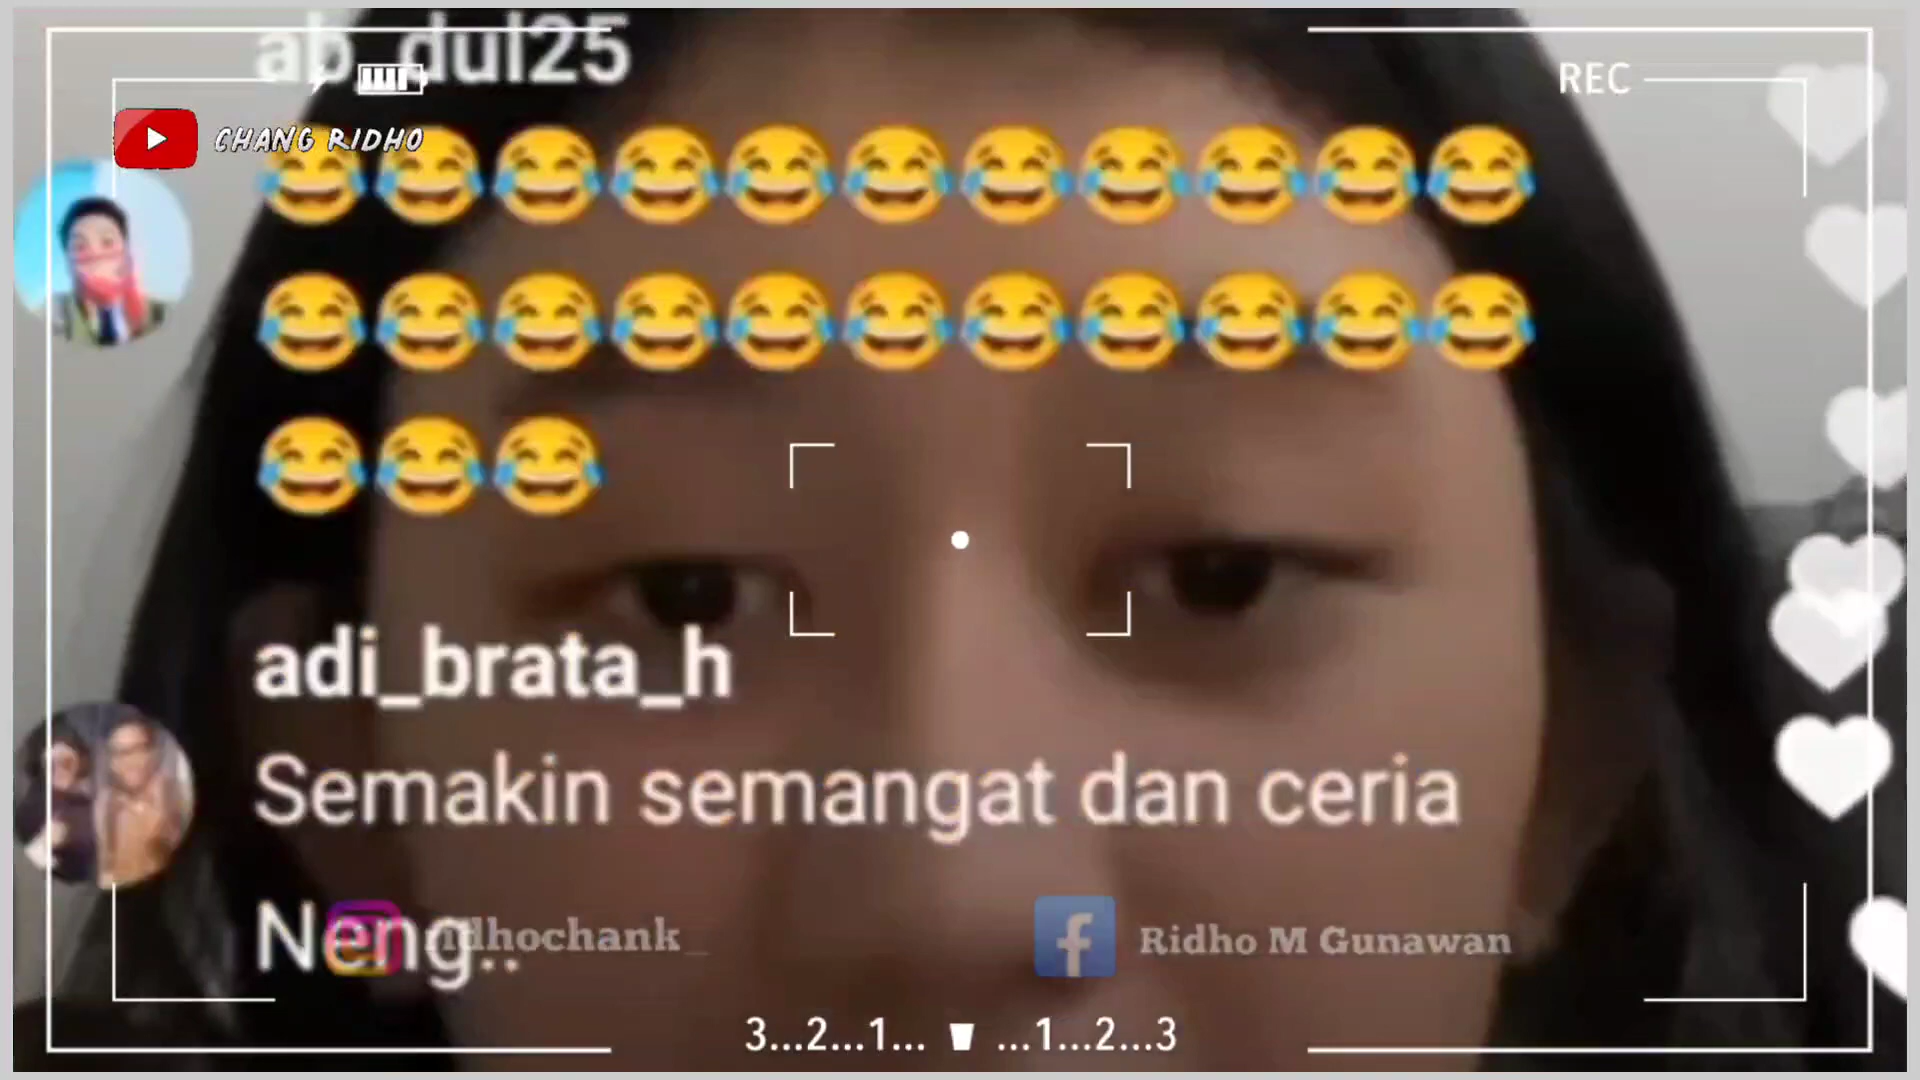 ab_dul25
REC
CHANG RIDHO
😂😂😂😂😂😂😂😂😂😂😂
😂😂😂😂😂😂😂😂😂😂😂
😂😂😂
adi_brata_h
Semakin semangat dan ceria
Neng..
ridhochank_
Ridho M Gunawan
3...2...1... ...1...2...3